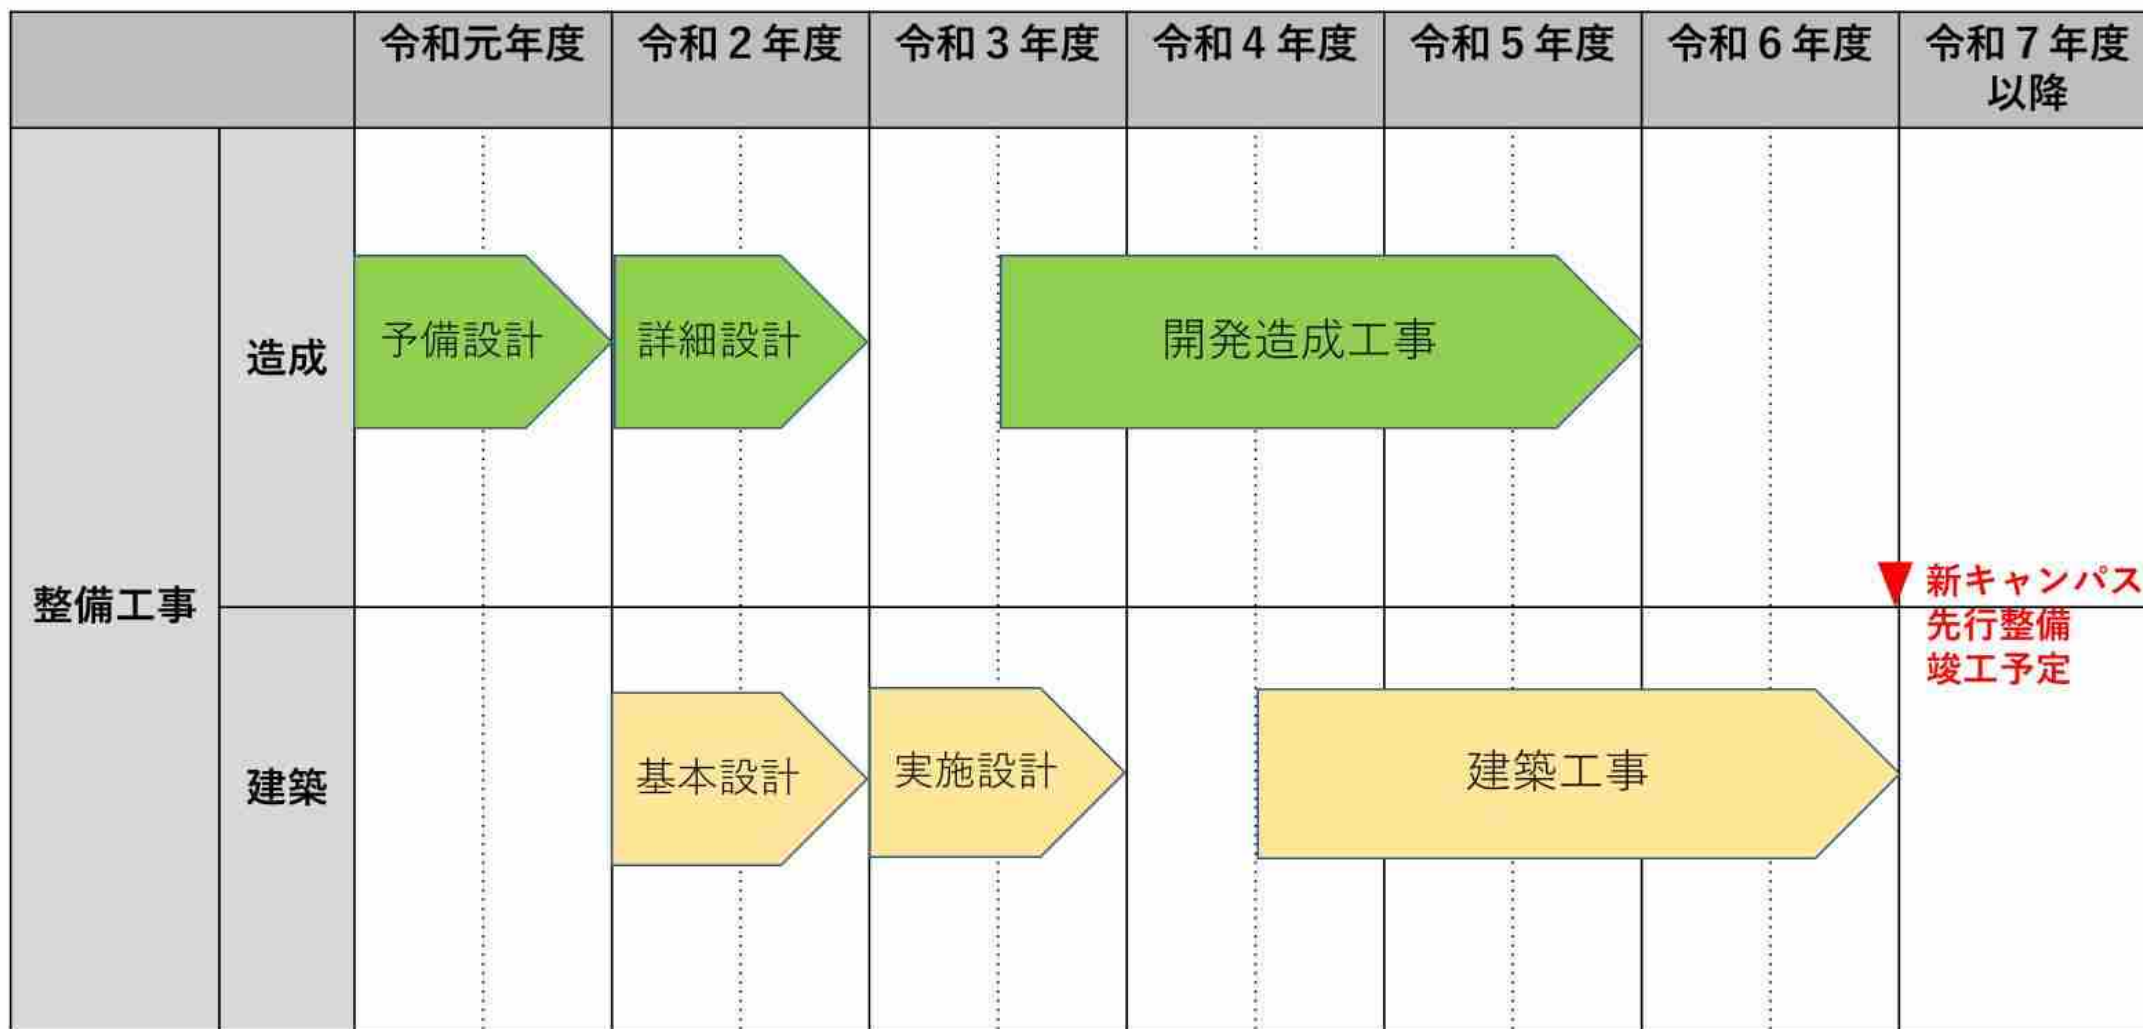 令和元年度
令和２年度
令和３年度
令和４年度
令和５年度
令和６年度
令和７年度
以降
整備工事
造成
予備設計
詳細設計
開発造成工事
新キャンパス
先行整備
竣工予定
建築
基本設計
実施設計
建築工事